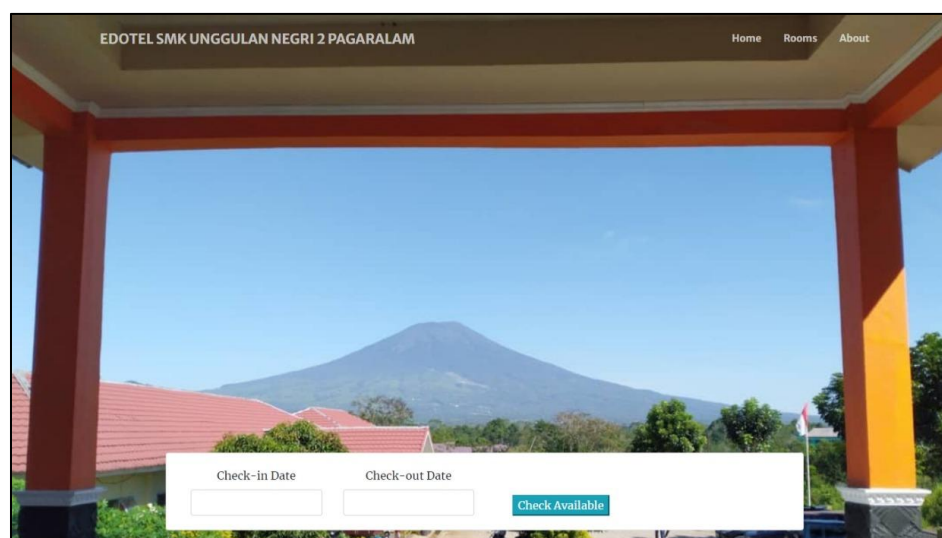 EDOTEL SMK UNGGULAN NEGRI 2 PAGARALAM
Home Rooms About
Check-in Date Check-out Date
Check Available